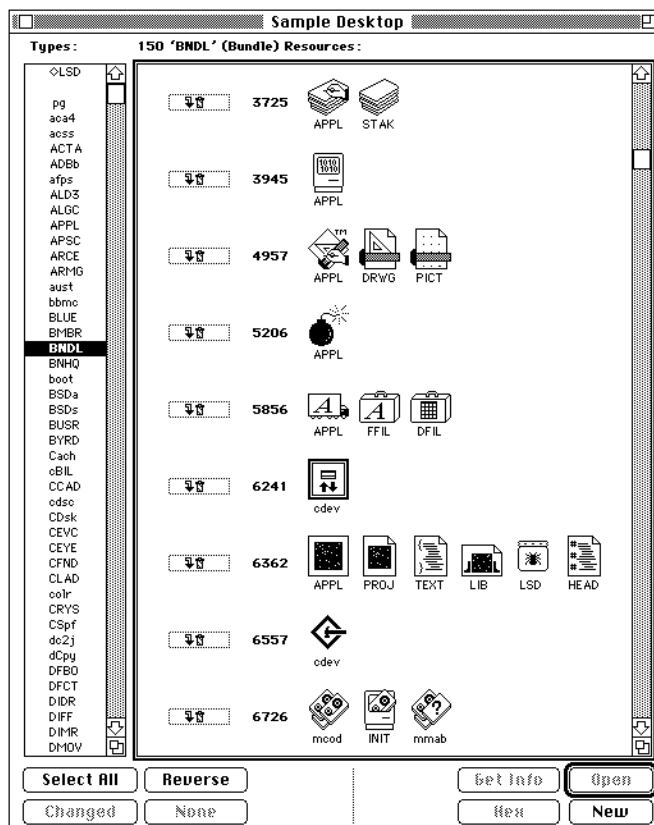 Sample Desktop
Types:
150 'BNDL' (Bundle) Resources:
◇LSD
pg
aca4
acss
ACTA
ADBb
afps
ALD3
ALGC
APPL
APSC
ARCE
ARMG
aust
bbmc
BLUE
BMBR
BNDL
BNHQ
boot
BSDa
BSDs
BUSR
BYRD
Cach
cBIL
CCAD
cdsc
CDsk
CEVC
CEYE
CFND
CLAD
colr
CRYS
CSpf
dc2j
dCpy
DFBO
DFCT
DIDR
DIFF
DIMR
DMOV
3725
APPL STAK
3945
1010
1010
APPL
4957
TM
APPL DRWG PICT
5206
APPL
5856
A A
APPL FFIL DFIL
6241
cdev
6362
APPL PROJ TEXT LIB LSD HEAD
6557
cdev
6726
mcod INIT mmab
Select All Reverse Get Info Open
Changed None Hex New